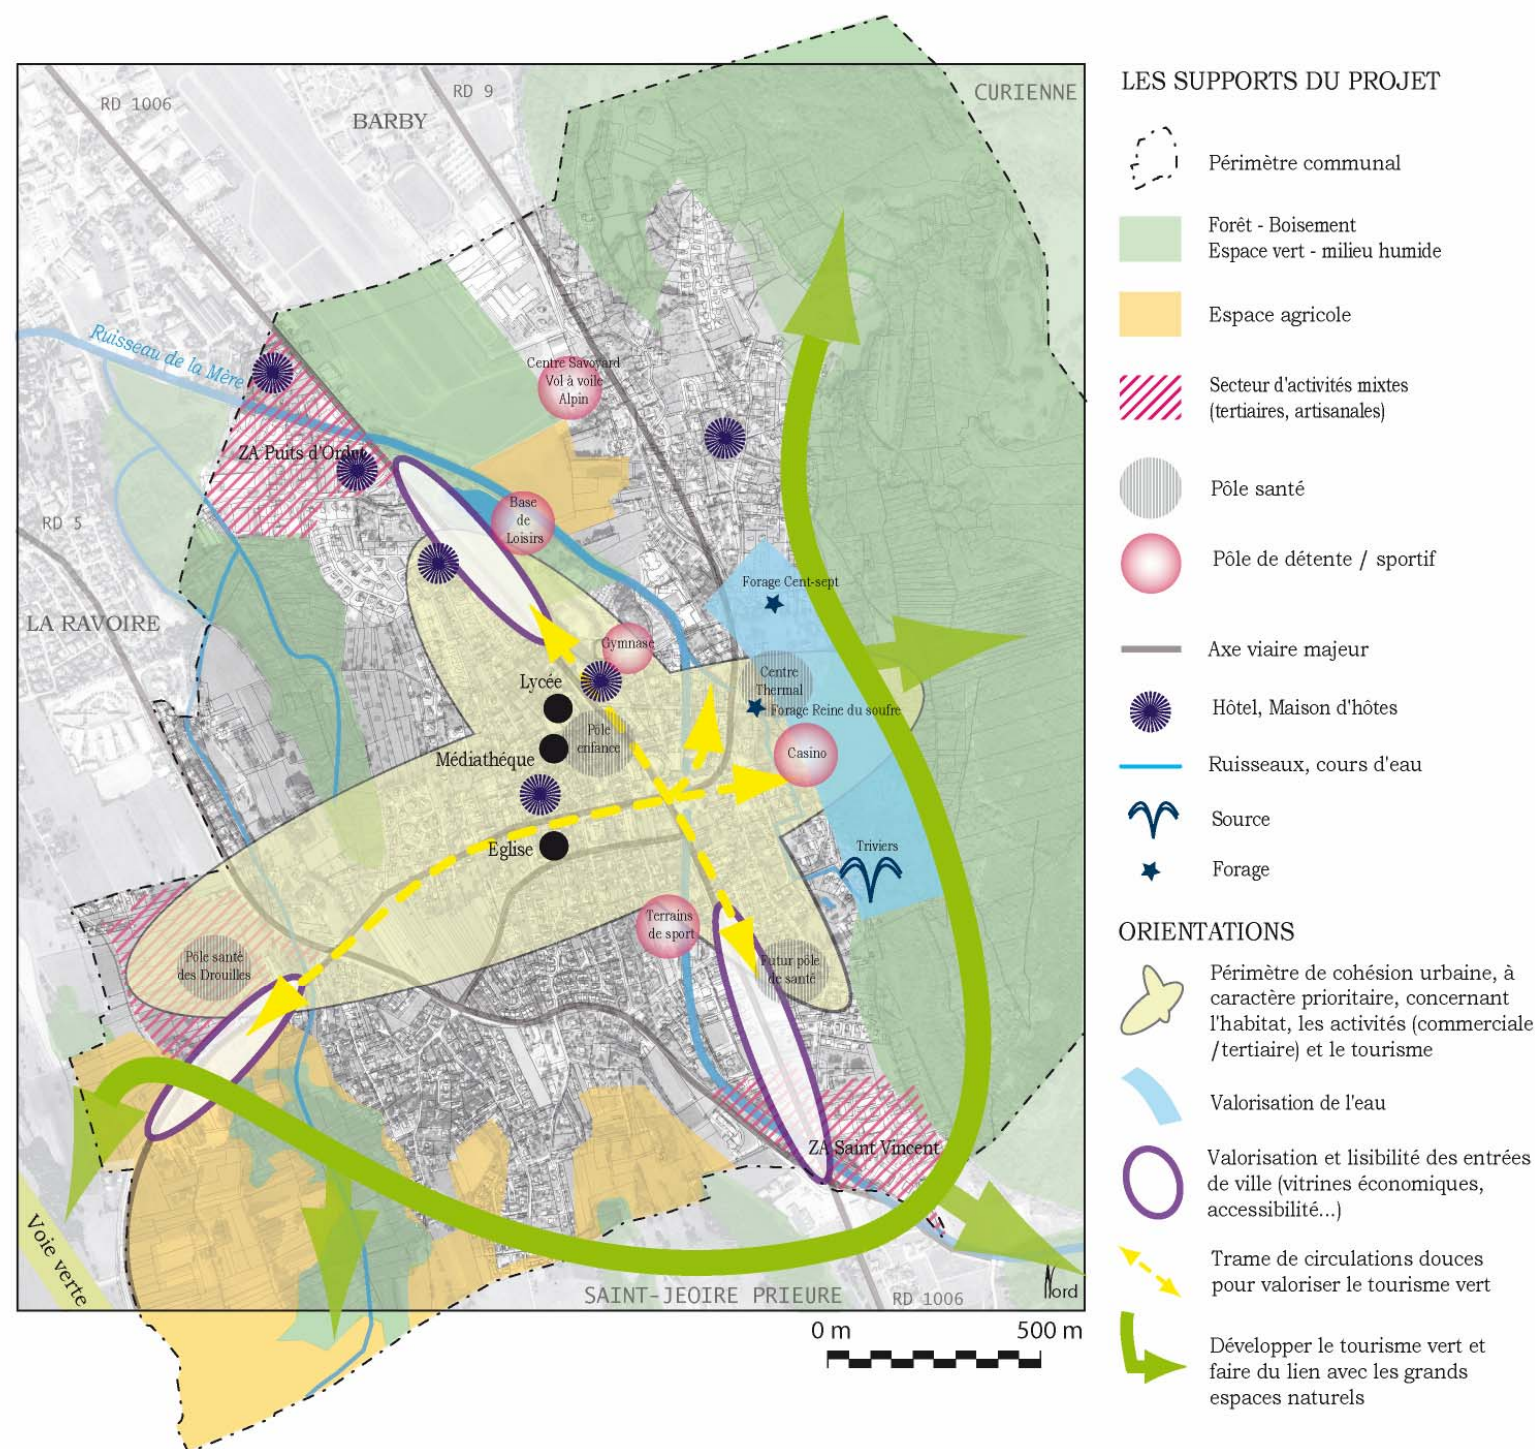 RD 1006
RD 9
BARBY
CURIENNE
Ruisseau de la Mère
Centre Savoyard
Vol à voile
Alpin
ZA Puits d'Ordet
RD 5
Base
de
Loisirs
Forage Cent-sept
LA RAVOIRE
Gymnase
Lycée
Centre
Thermal
Forage Reine du soufre
Pôle
enfance
Médiathéque
Casino
Eglise
Triviers
Terrains
de sport
Pôle santé
des Drouilles
Futur pôle
de santé
ZA Saint Vincent
Voie verte
SAINT-JEOIRE PRIEURE
RD 1006
Nord
0 m
500 m
LES SUPPORTS DU PROJET
Périmètre communal
Forêt - Boisement
Espace vert - milieu humide
Espace agricole
Secteur d'activités mixtes
(tertiaires, artisanales)
Pôle santé
Pôle de détente / sportif
Axe viaire majeur
Hôtel, Maison d'hôtes
Ruisseaux, cours d'eau
Source
Forage
ORIENTATIONS
Périmètre de cohésion urbaine, à
caractère prioritaire, concernant
l'habitat, les activités (commerciale
/tertiaire) et le tourisme
Valorisation de l'eau
Valorisation et lisibilité des entrées
de ville (vitrines économiques,
accessibilité...)
Trame de circulations douces
pour valoriser le tourisme vert
Développer le tourisme vert et
faire du lien avec les grands
espaces naturels